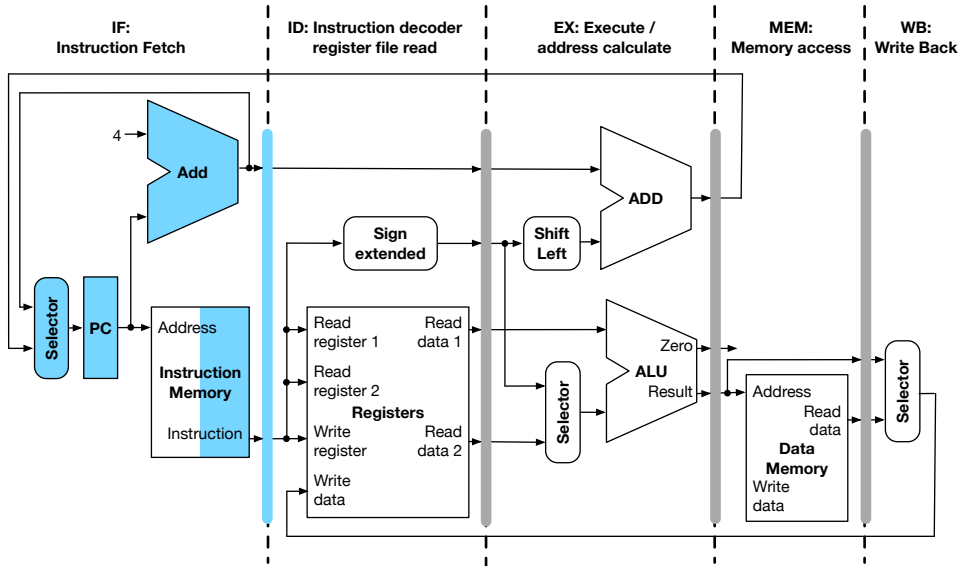 IF:
Instruction Fetch
ID: Instruction decoder
register file read
EX: Execute /
address calculate
MEM:
Memory access
WB:
Write Back
4
Add
ADD
Sign
extended
Shift
Left
Selector
PC
Address
Instruction
Memory
Instruction
Read
register 1
Read
data 1
Read
register 2
Registers
Write
register
Read
data 2
Write
data
Selector
Zero
ALU
Result
Address
Read
data
Data
Memory
Write
data
Selector